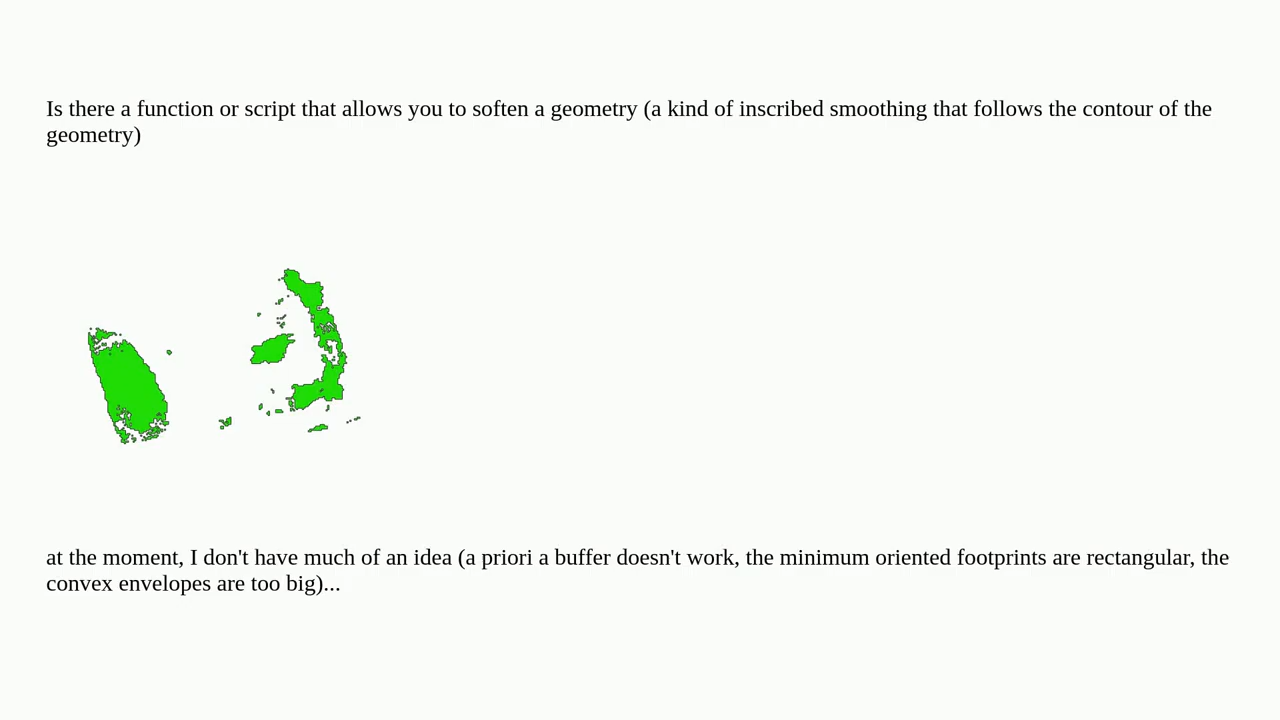 Is there a function or script that allows you to soften a geometry (a kind of inscribed smoothing that follows the contour of the
geometry)
at the moment, I don't have much of an idea (a priori a buffer doesn't work, the minimum oriented footprints are rectangular, the
convex envelopes are too big)...